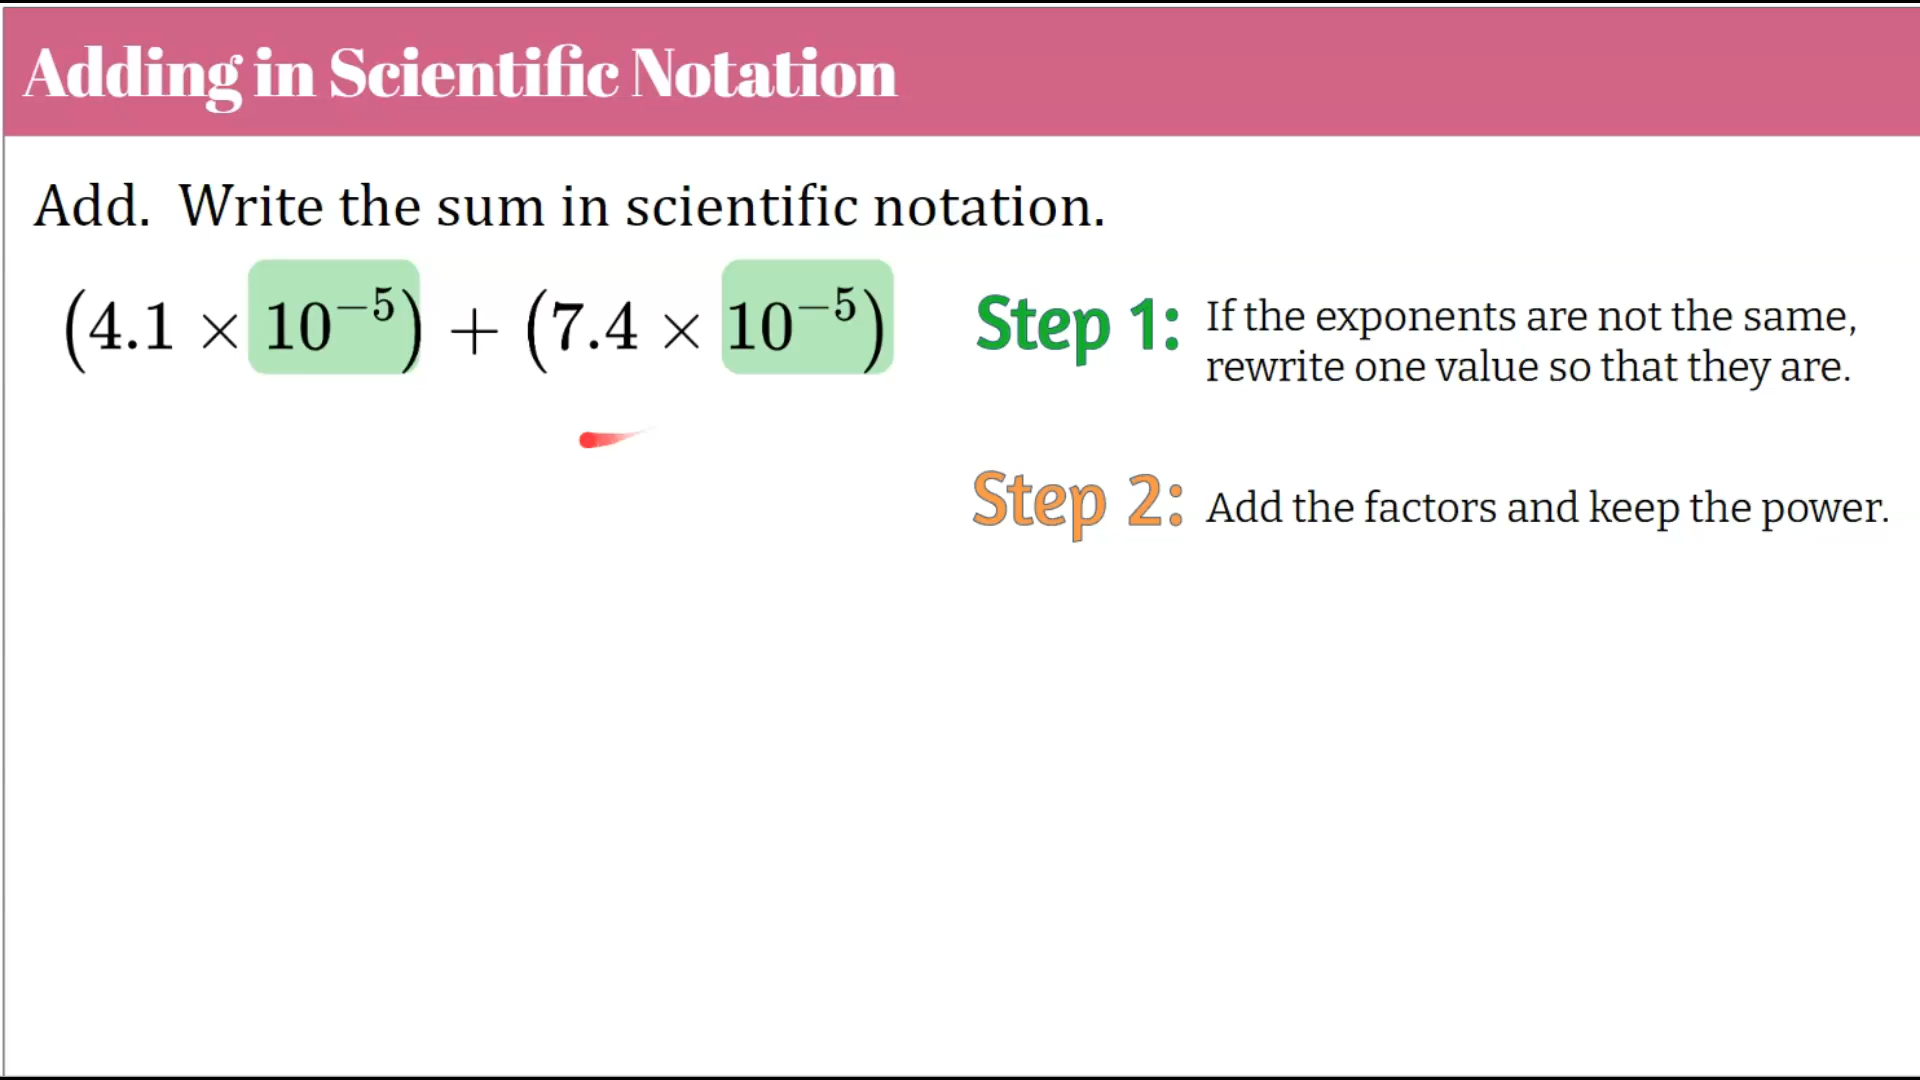 Adding in Scientific Notation
Add. Write the sum in scientific notation.
(4.1 × 10⁻⁵) + (7.4 × 10⁻⁵)
Step 1: If the exponents are not the same,
rewrite one value so that they are.
Step 2: Add the factors and keep the power.